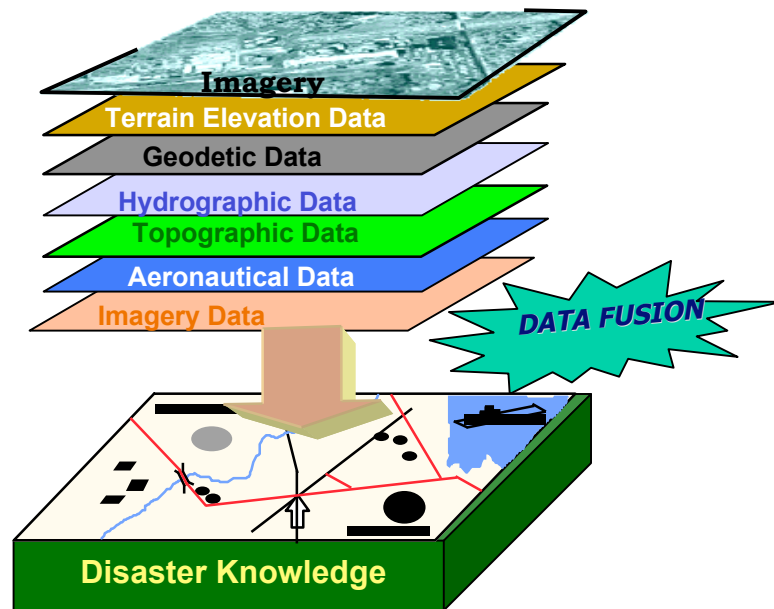 Imagery
Terrain Elevation Data
Geodetic Data
Hydrographic Data
Topographic Data
Aeronautical Data
Imagery Data
DATA FUSION
Disaster Knowledge